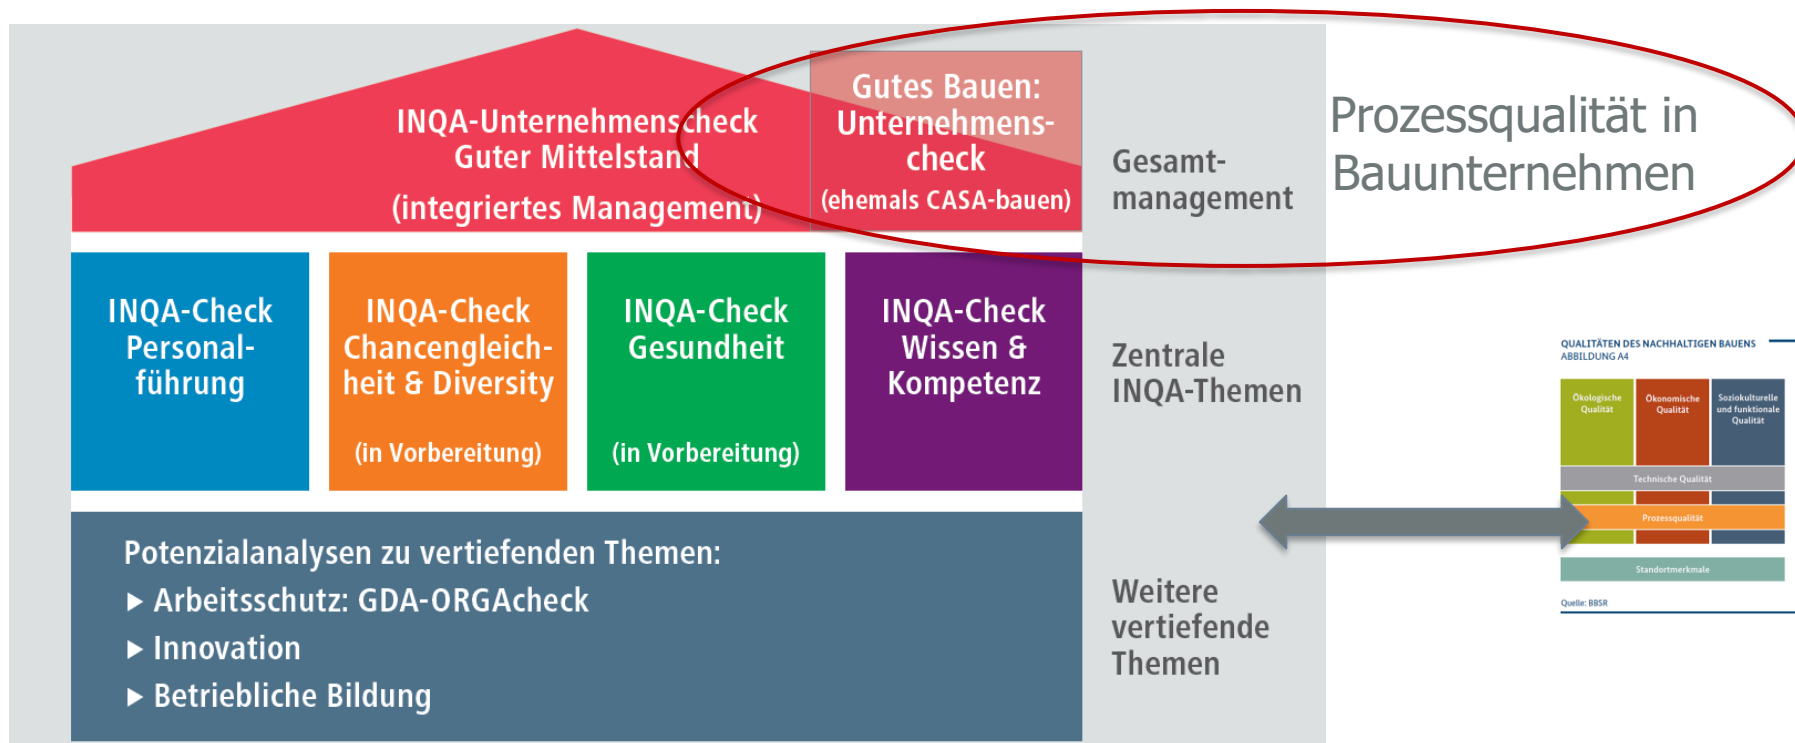 INQA-Unternehmenscheck
Guter Mittelstand
(integriertes Management)
Gutes Bauen:
Unternehmens-
check
(ehemals CASA-bauen)
Gesamt-
management
Prozessqualität in
Bauunternehmen
INQA-Check
Personal-
führung
INQA-Check
Chancengleich-
heit & Diversity
(in Vorbereitung)
INQA-Check
Gesundheit
(in Vorbereitung)
INQA-Check
Wissen &
Kompetenz
Zentrale
INQA-Themen
Potenzialanalysen zu vertiefenden Themen:
▶ Arbeitsschutz: GDA-ORGAcheck
▶ Innovation
▶ Betriebliche Bildung
Weitere
vertiefende
Themen
QUALITÄTEN DES NACHHALTIGEN BAUENS
ABBILDUNG A4
Ökologische
Qualität
Ökonomische
Qualität
Soziokulturelle
und funktionale
Qualität
Technische Qualität
Prozessqualität
Standortmerkmale
Quelle: BBSR